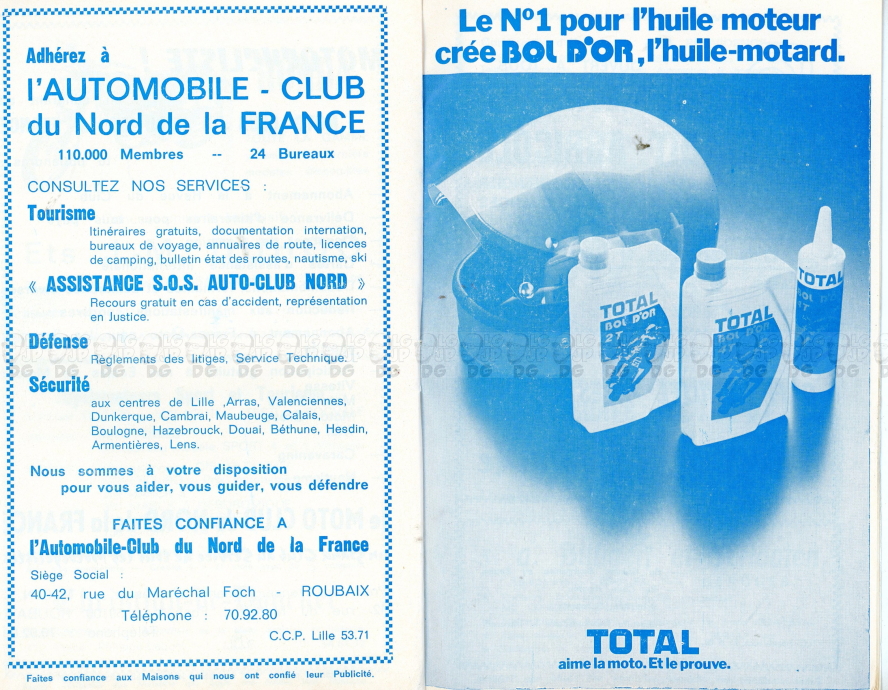 Adhérez à
l'AUTOMOBILE - CLUB
du Nord de la FRANCE
110.000 Membres -- 24 Bureaux
CONSULTEZ NOS SERVICES :
Tourisme
Itinéraires gratuits, documentation internation,
bureaux de voyage, annuaires de route, licences
de camping, bulletin état des routes, nautisme, ski
« ASSISTANCE S.O.S. AUTO-CLUB NORD »
Recours gratuit en cas d'accident, représentation
en Justice.
Défense
Règlements des litiges, Service Technique.
Sécurité
aux centres de Lille ,Arras, Valenciennes,
Dunkerque, Cambrai, Maubeuge, Calais,
Boulogne, Hazebrouck, Douai, Béthune, Hesdin,
Armentières, Lens.
Nous sommes à votre disposition
pour vous aider, vous guider, vous défendre
FAITES CONFIANCE A
l'Automobile-Club du Nord de la France
Siège Social :
40-42, rue du Maréchal Foch - ROUBAIX
Téléphone : 70.92.80
C.C.P. Lille 53.71
Faites confiance aux Maisons qui nous ont confié leur Publicité.
Le N°1 pour l'huile moteur
crée BOL D'OR, l'huile-motard.
TOTAL
BOL D'OR
2T
TOTAL
BOL D'OR
TOTAL
BOL D'OR
TOTAL
aime la moto. Et le prouve.